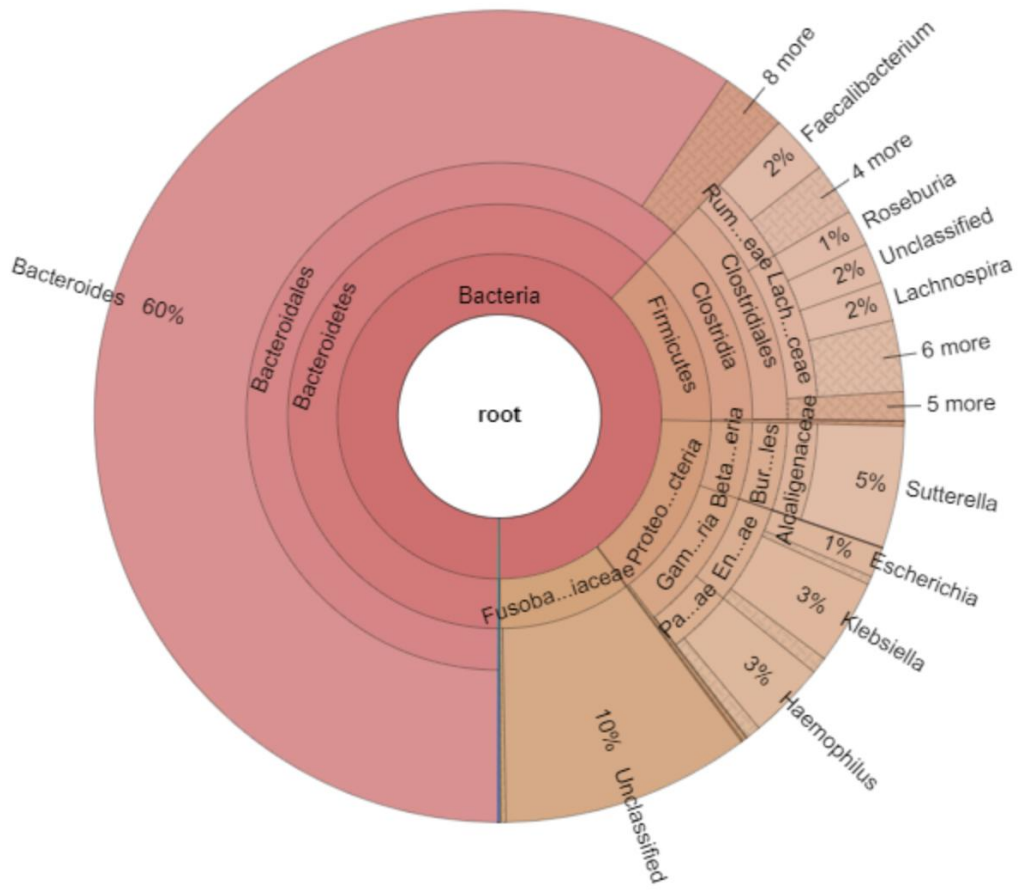 8 more
Faecalibacterium
2%
4 more
Roseburia
1%
Unclassified
2%
Lachnospira
2%
6 more
5 more
Rum...eae
Lach...ceae
Clostridiales
Clostridia
Firmicutes
Bacteria
root
Bacteroides 60%
Bacteroidales
Bacteroidetes
Proteo...cteria
Beta...eria
Bur...les
Alcaligenaceae
5%
Sutterella
1%
Escherichia
Gam...ria
En...ae
3%
Klebsiella
Pa...ae
3%
Haemophilus
Fusoba...iaceae
10% Unclassified